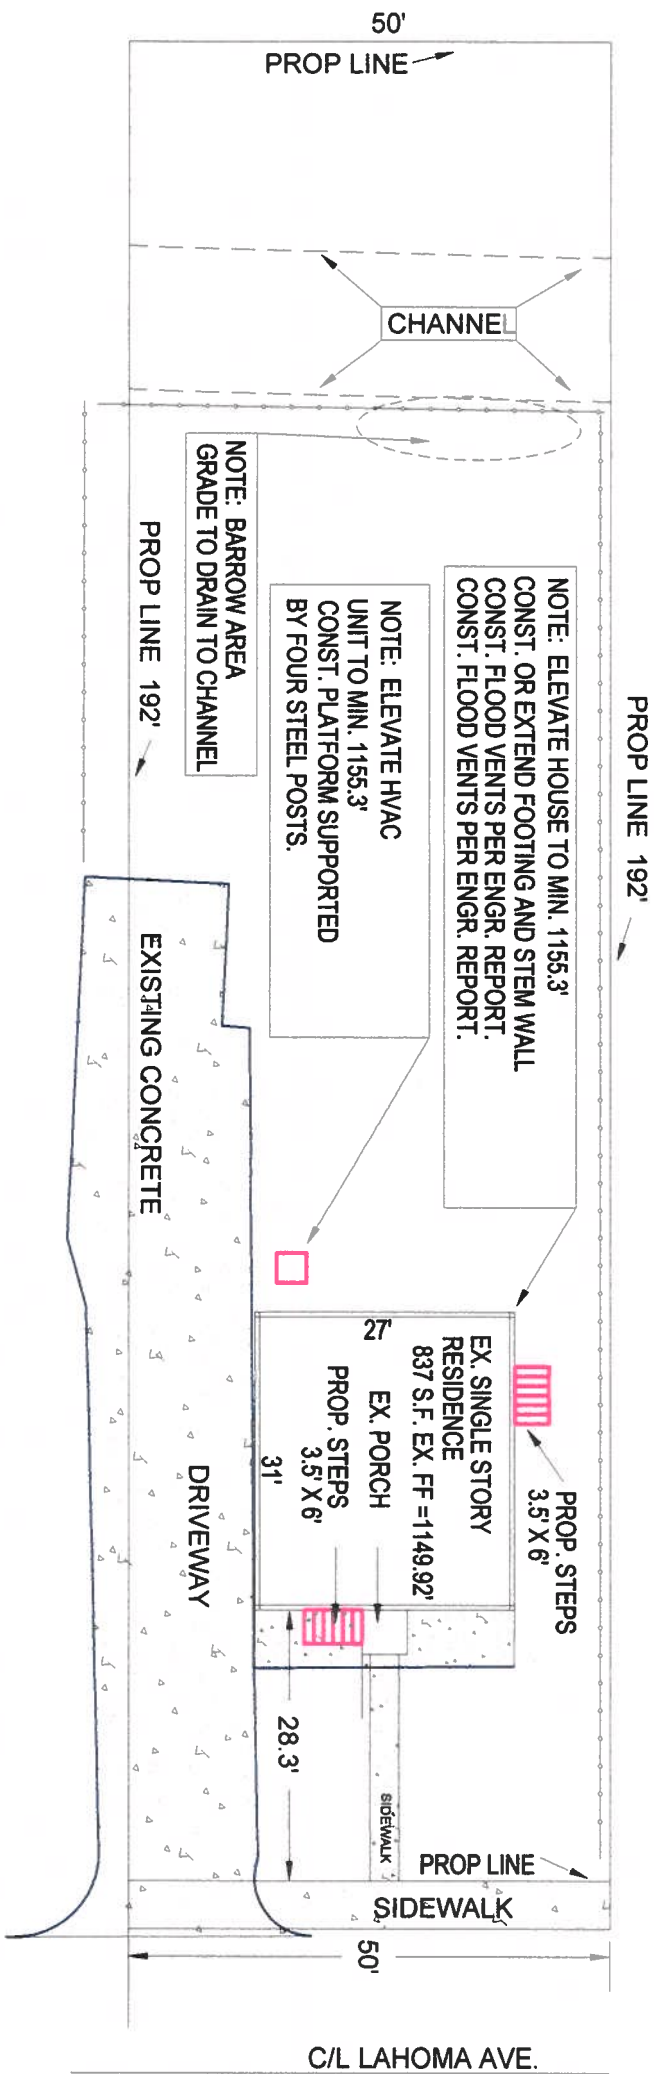 50'
PROP LINE
CHANNEL
NOTE: BARROW AREA
GRADE TO DRAIN TO CHANNEL
PROP LINE 192'
NOTE: ELEVATE HVAC
UNIT TO MIN. 1155.3'
CONST. PLATFORM SUPPORTED
BY FOUR STEEL POSTS.
NOTE: ELEVATE HOUSE TO MIN. 1155.3'
CONST. OR EXTEND FOOTING AND STEM WALL
CONST. FLOOD VENTS PER ENGR. REPORT.
CONST. FLOOD VENTS PER ENGR. REPORT.
PROP LINE 192'
EXISTING CONCRETE
DRIVEWAY
27'
EX. SINGLE STORY
RESIDENCE
837 S.F. EX. FF =1149.92'
EX. PORCH
PROP. STEPS
3.5' X 6'
31'
PROP. STEPS
3.5' X 6'
28.3'
SIDEWALK
PROP LINE
SIDEWALK
50'
C/L LAHOMA AVE.